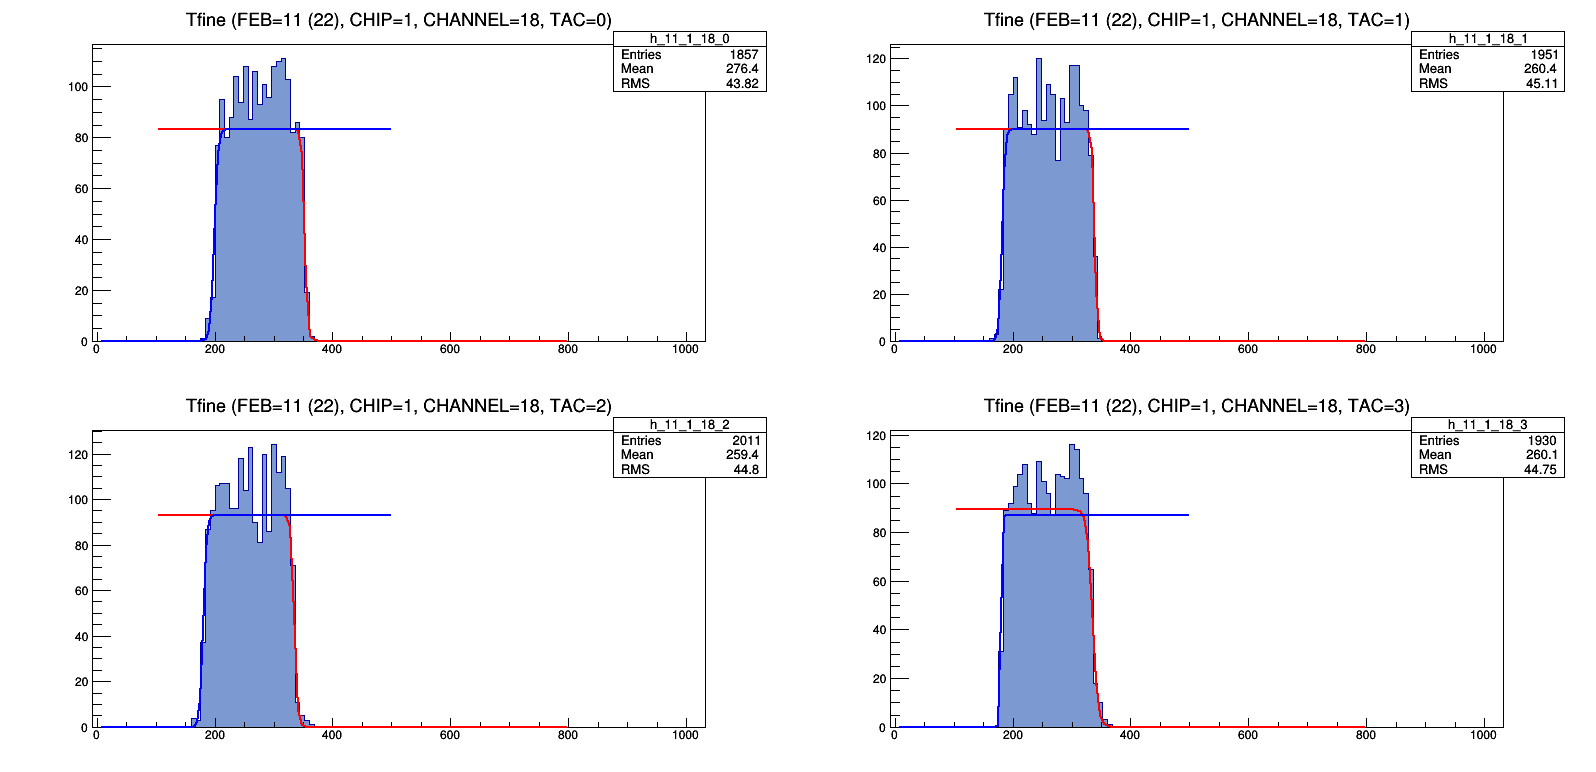 Tfine (FEB=11 (22), CHIP=1, CHANNEL=18, TAC=0)
h_11_1_18_0
Entries 1857
Mean 276.4
RMS 43.82
100
80
60
40
20
0
0 200 400 600 800 1000
Tfine (FEB=11 (22), CHIP=1, CHANNEL=18, TAC=1)
h_11_1_18_1
Entries 1951
Mean 260.4
RMS 45.11
120
100
80
60
40
20
0
0 200 400 600 800 1000
Tfine (FEB=11 (22), CHIP=1, CHANNEL=18, TAC=2)
h_11_1_18_2
Entries 2011
Mean 259.4
RMS 44.8
120
100
80
60
40
20
0
0 200 400 600 800 1000
Tfine (FEB=11 (22), CHIP=1, CHANNEL=18, TAC=3)
h_11_1_18_3
Entries 1930
Mean 260.1
RMS 44.75
120
100
80
60
40
20
0
0 200 400 600 800 1000